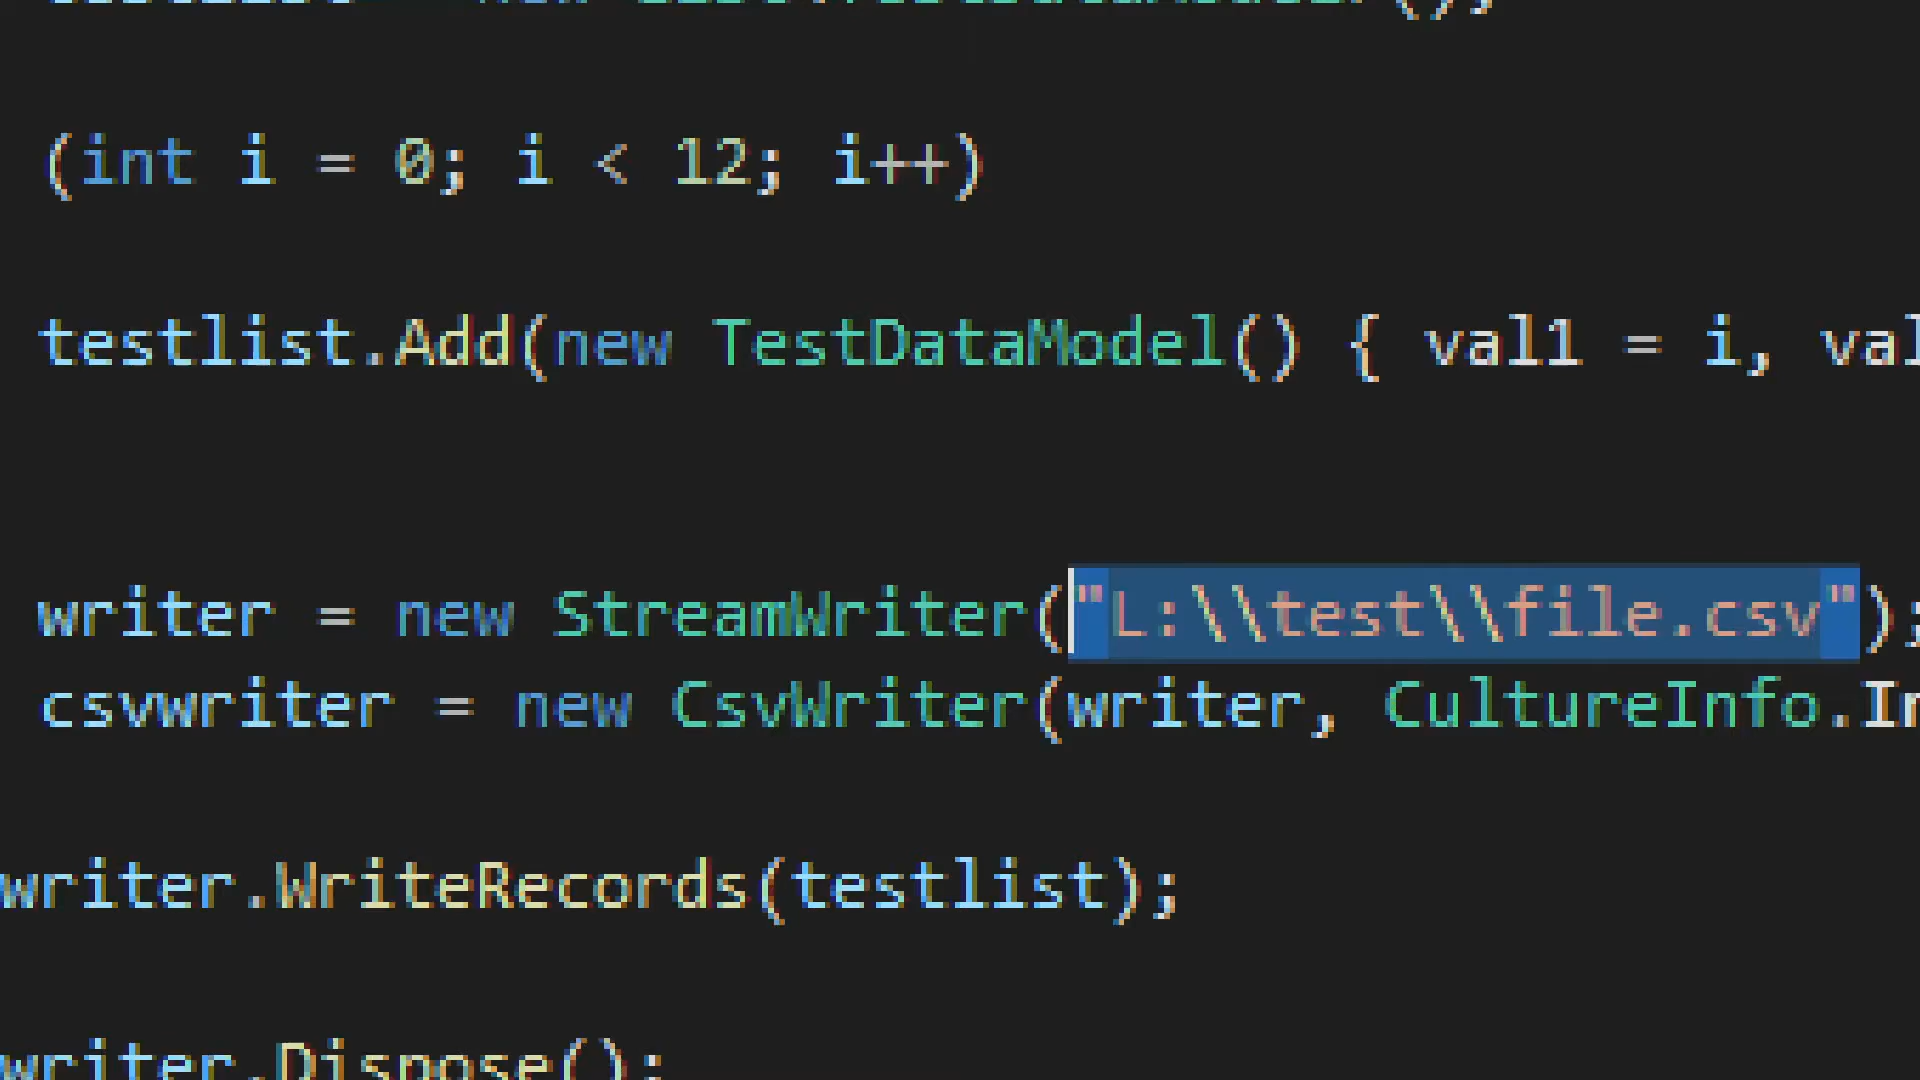 (int i = 0; i < 12; i++)
testlist.Add(new TestDataModel() { val1 = i, val
writer = new StreamWriter("L:\\test\\file.csv");
csvwriter = new CsvWriter(writer, CultureInfo.In
writer.WriteRecords(testlist);
writer.Dispose();